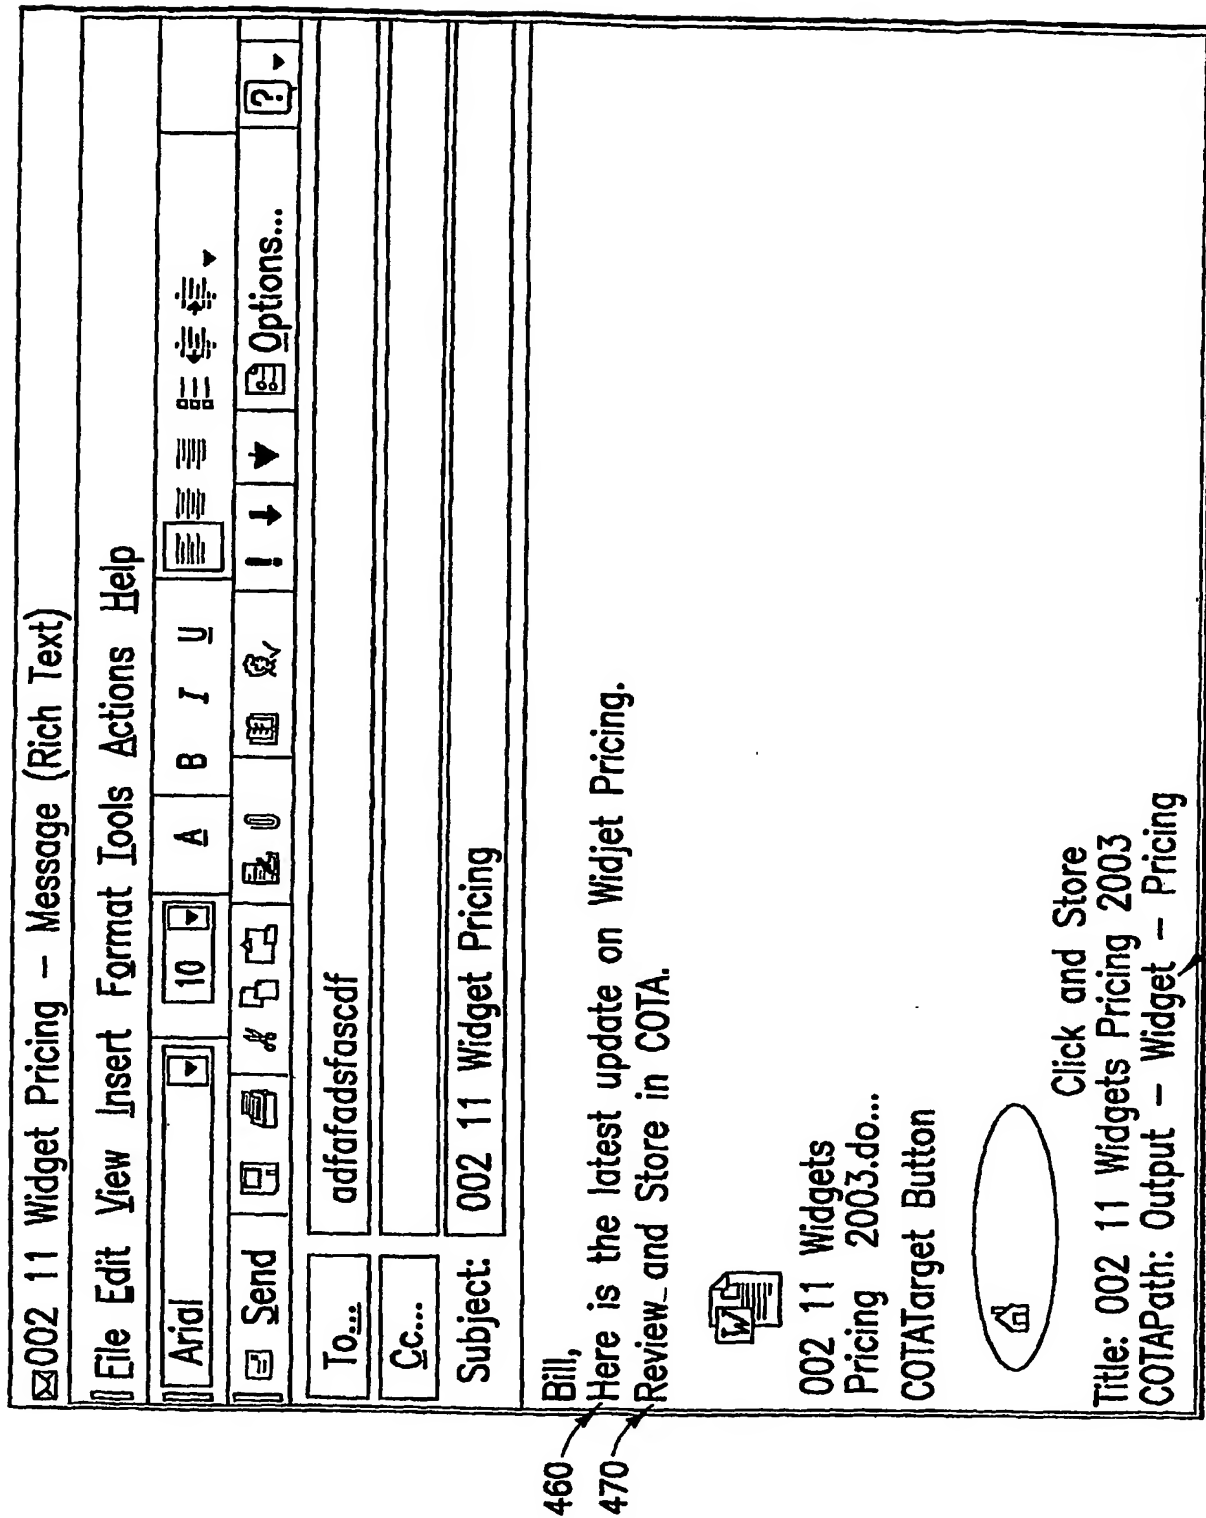 002 11 Widget Pricing – Message (Rich Text)
File Edit View Insert Format Tools Actions Help
Arial 10 A B I U
Send ! Options... ?
To... adfafadsfascdf
Cc...
Subject: 002 11 Widget Pricing
Bill,
460 Here is the latest update on Widjet Pricing.
470 Review_ and Store in COTA.
W
002 11 Widgets
Pricing 2003.do...
COTATarget Button
Click and Store
Title: 002 11 Widgets Pricing 2003
COTAPath: Output – Widget – Pricing